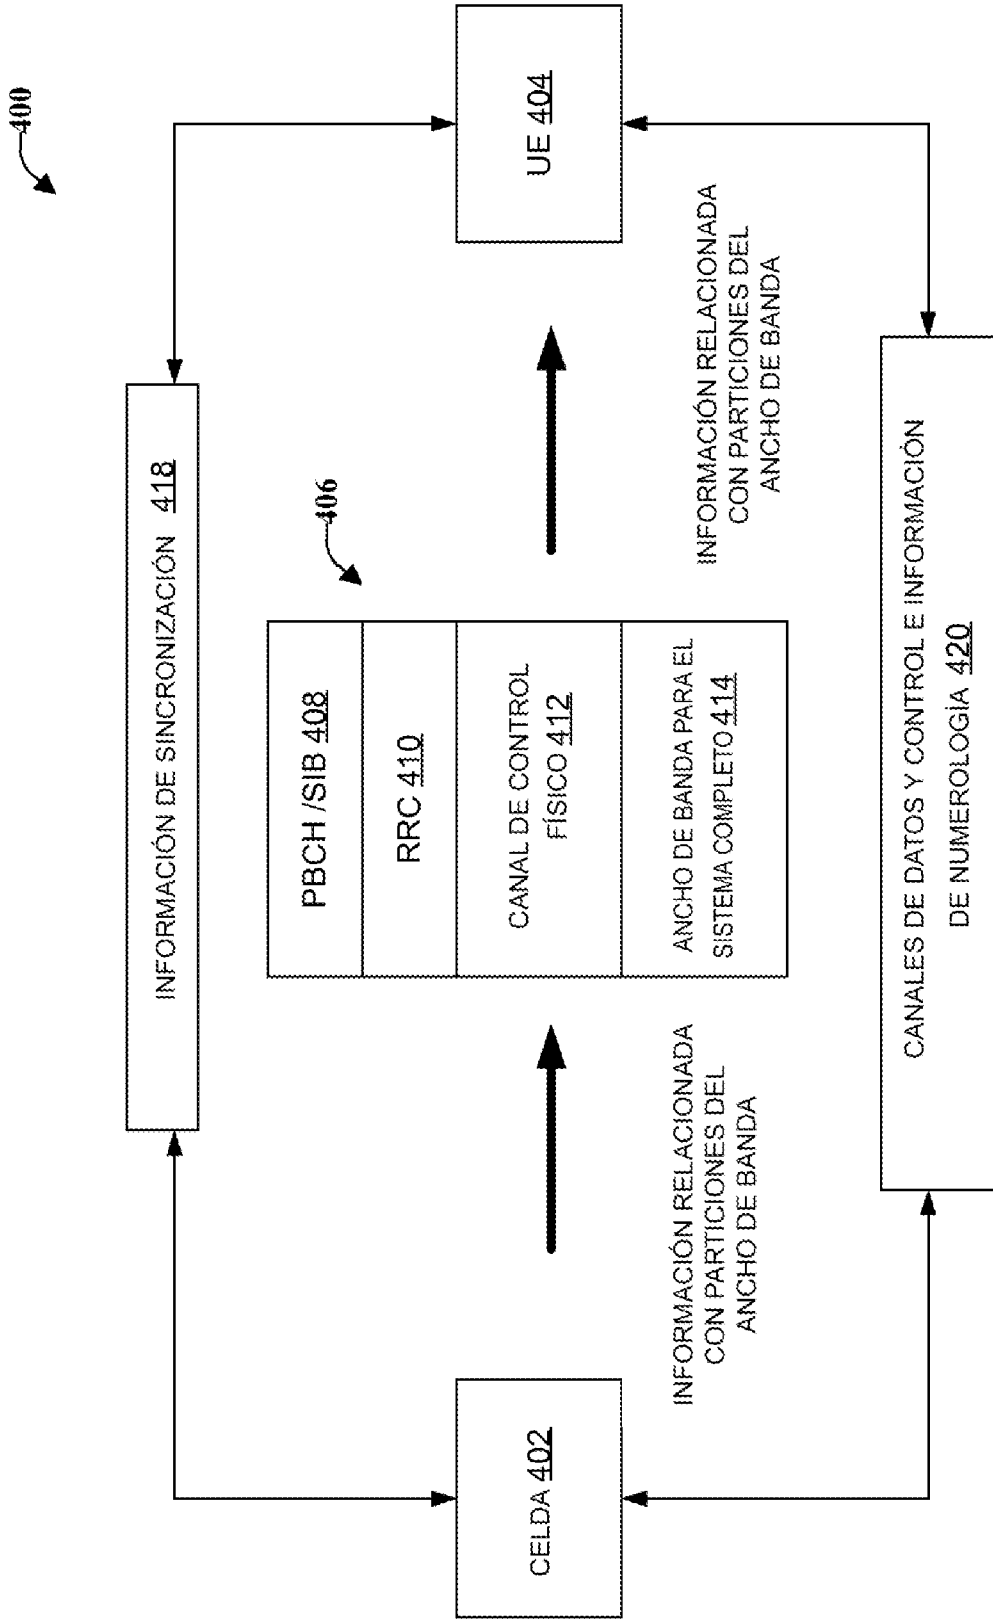 400
INFORMACIÓN DE SINCRONIZACIÓN 418
406
PBCH /SIB 408
RRC 410
CANAL DE CONTROL
FÍSICO 412
ANCHO DE BANDA PARA EL
SISTEMA COMPLETO 414
CELDA 402
UE 404
INFORMACIÓN RELACIONADA
CON PARTICIONES DEL
ANCHO DE BANDA
INFORMACIÓN RELACIONADA
CON PARTICIONES DEL
ANCHO DE BANDA
CANALES DE DATOS Y CONTROL E INFORMACIÓN
DE NUMEROLOGÍA 420